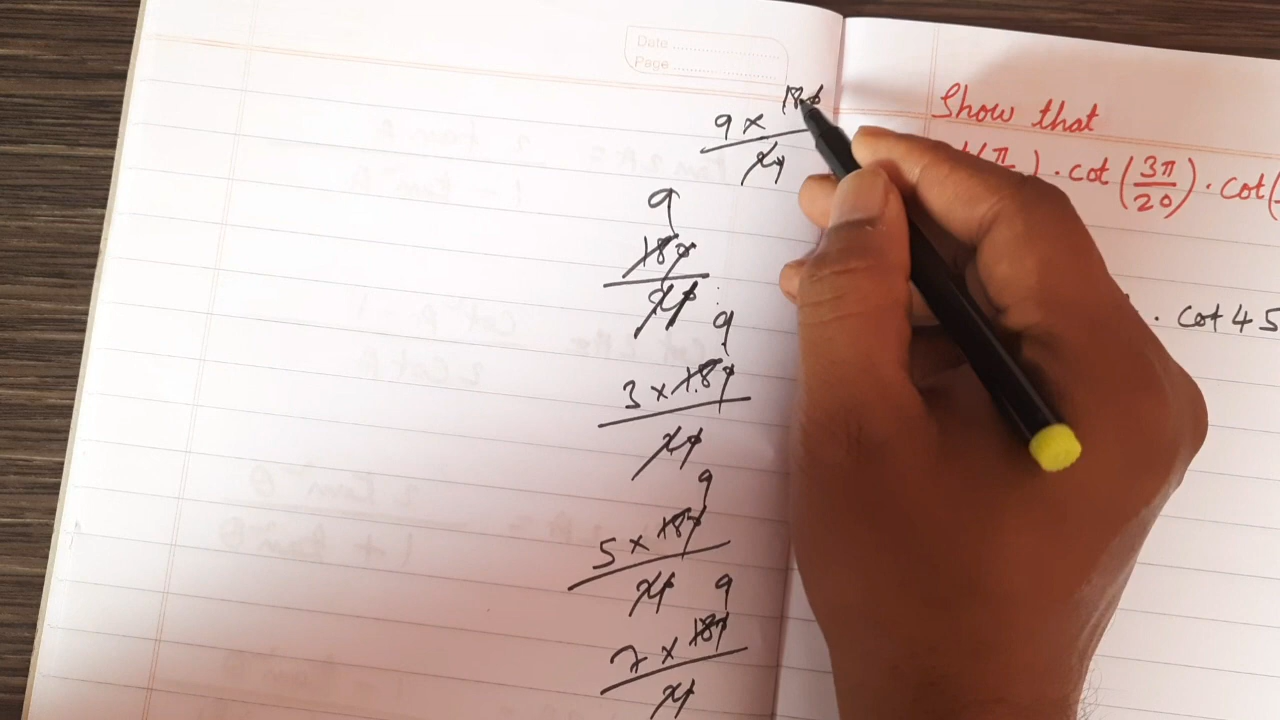 Date
Page
9 x 180
20
9
180
20
9
3 x 180
20
9
5 x 180
20
9
7 x 180
20
Show that
π ) . cot (3π/20) . cot (
. cot 45